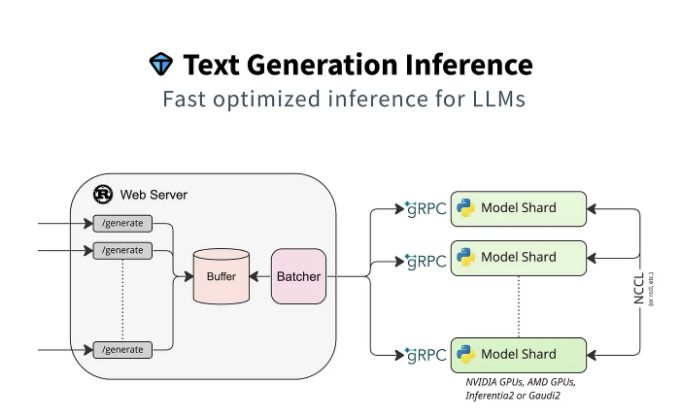 Text Generation Inference
Fast optimized inference for LLMs
Web Server
/generate
/generate
/generate
Buffer
Batcher
gRPC
Model Shard
gRPC
Model Shard
gRPC
Model Shard
NCCL
(or nccl, etc.)
NVIDIA GPUs, AMD GPUs,
Inferentia2 or Gaudi2